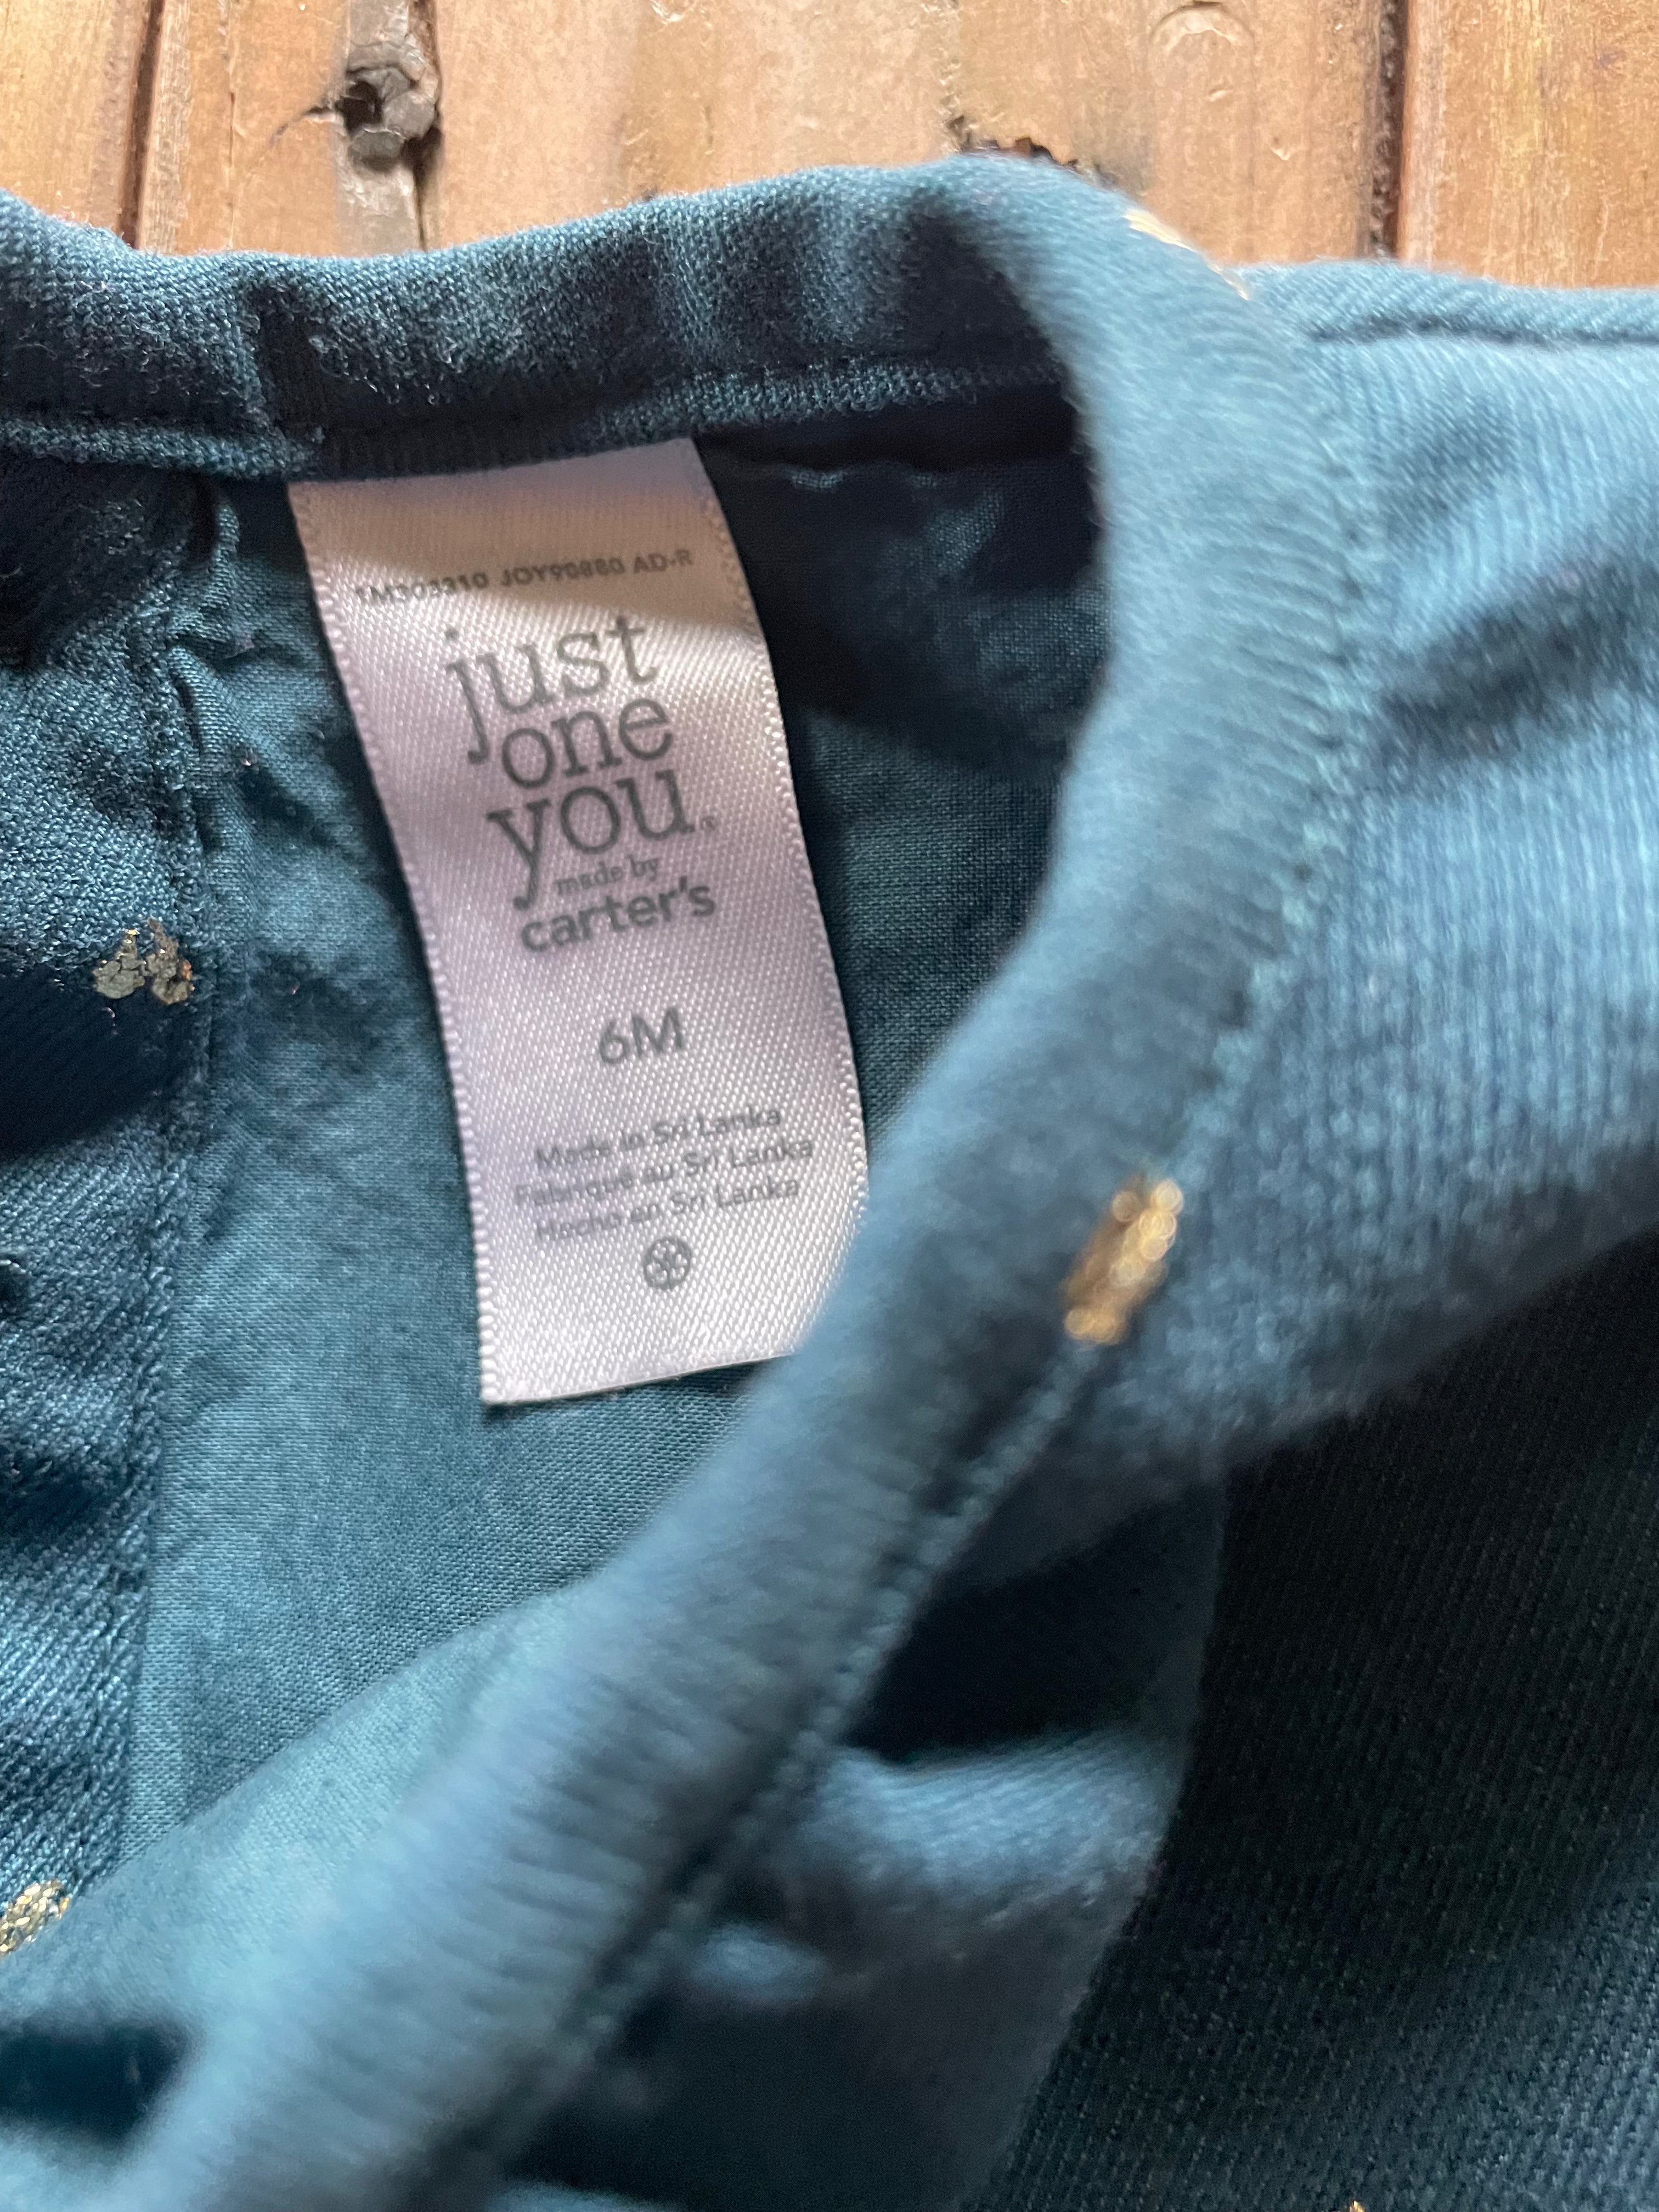 1M303310 JOY90880 AD-R
just
one
you®
made by
carter's
6M
Made in Sri Lanka
Fabriqué au Sri Lanka
Hecho en Sri Lanka